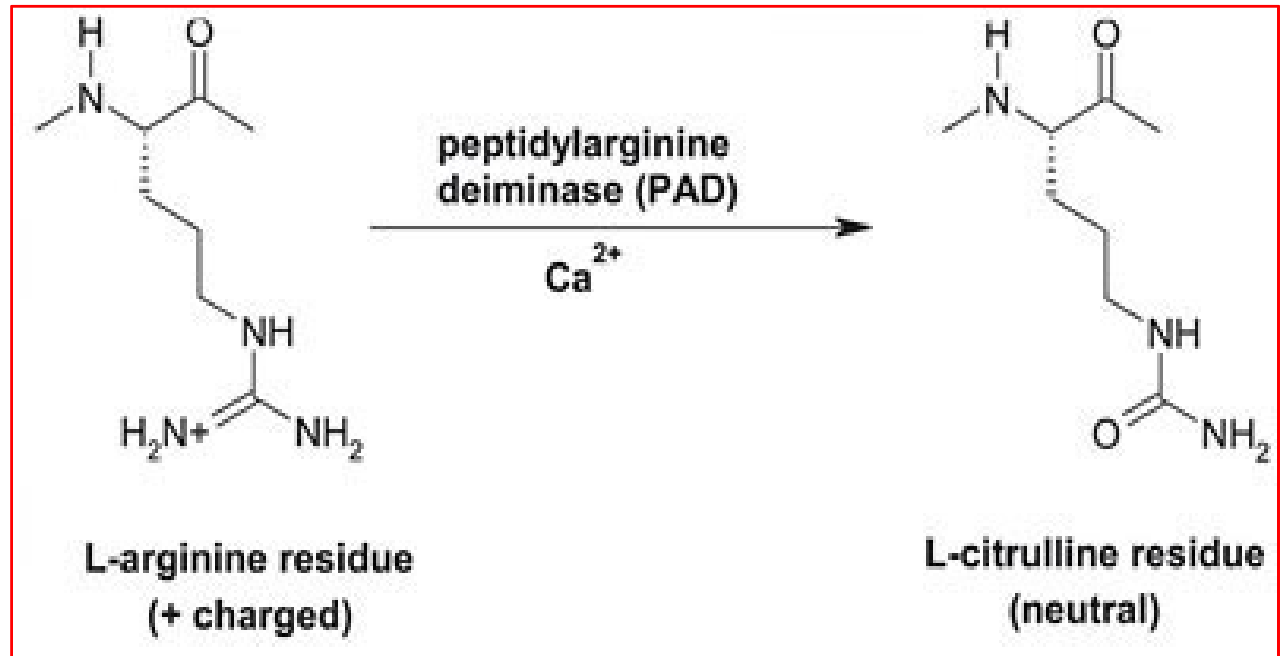 H
O
N
peptidylarginine
deiminase (PAD)
Ca2+
NH
H2N+
NH2
L-arginine residue
(+ charged)
H
O
N
NH
O
NH2
L-citrulline residue
(neutral)